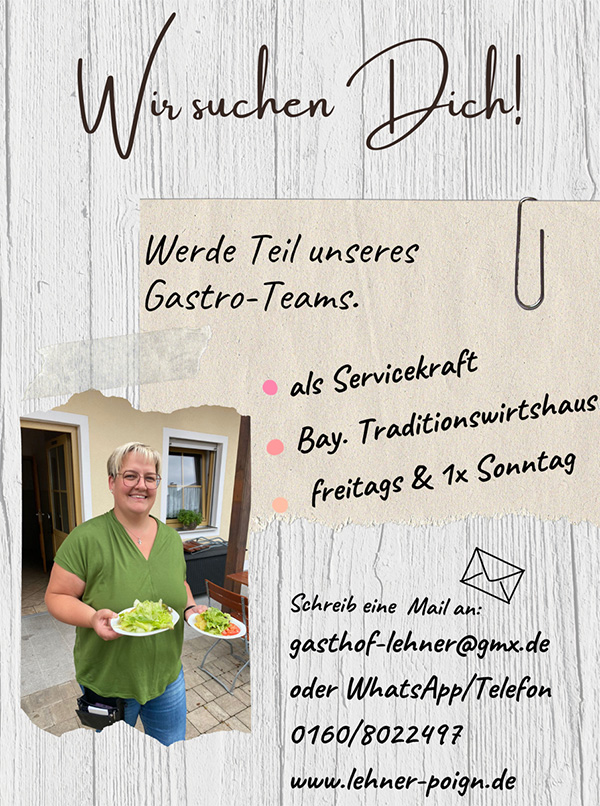 Wir suchen Dich!
Werde Teil unseres
Gastro-Teams.
als Servicekraft
Bay. Traditionswirtshaus
freitags & 1x Sonntag
Schreib eine Mail an:
gasthof-lehner@gmx.de
oder WhatsApp/Telefon
0160/8022497
www.lehner-poign.de